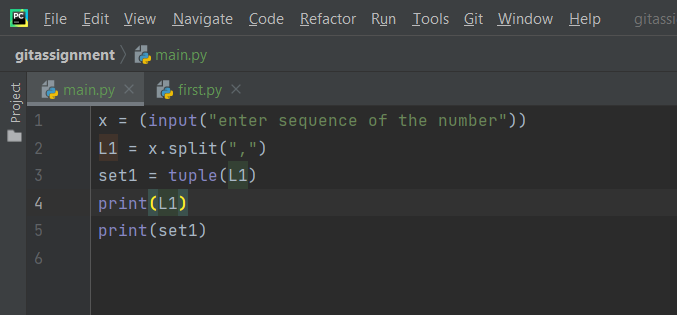 PC File Edit View Navigate Code Refactor Run Tools Git Window Help gitass
gitassignment main.py
Project
main.py first.py
1 x = (input("enter sequence of the number"))
2 L1 = x.split(",")
3 set1 = tuple(L1)
4 print(L1)
5 print(set1)
6